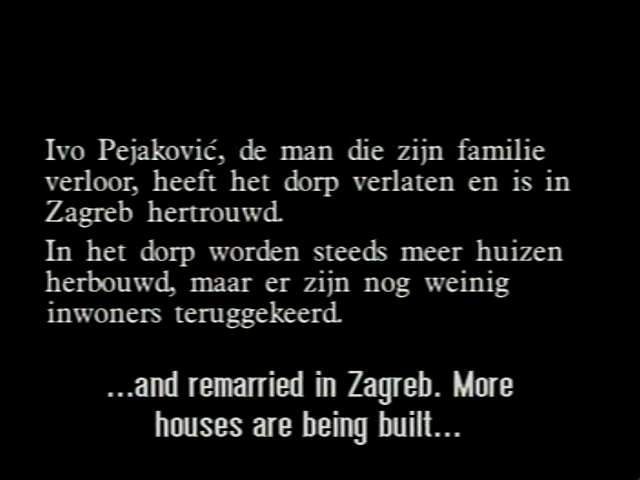 Ivo Pejaković, de man die zijn familie
verloor, heeft het dorp verlaten en is in
Zagreb hertrouwd.
In het dorp worden steeds meer huizen
herbouwd, maar er zijn nog weinig
inwoners teruggekeerd.
...and remarried in Zagreb. More
houses are being built...